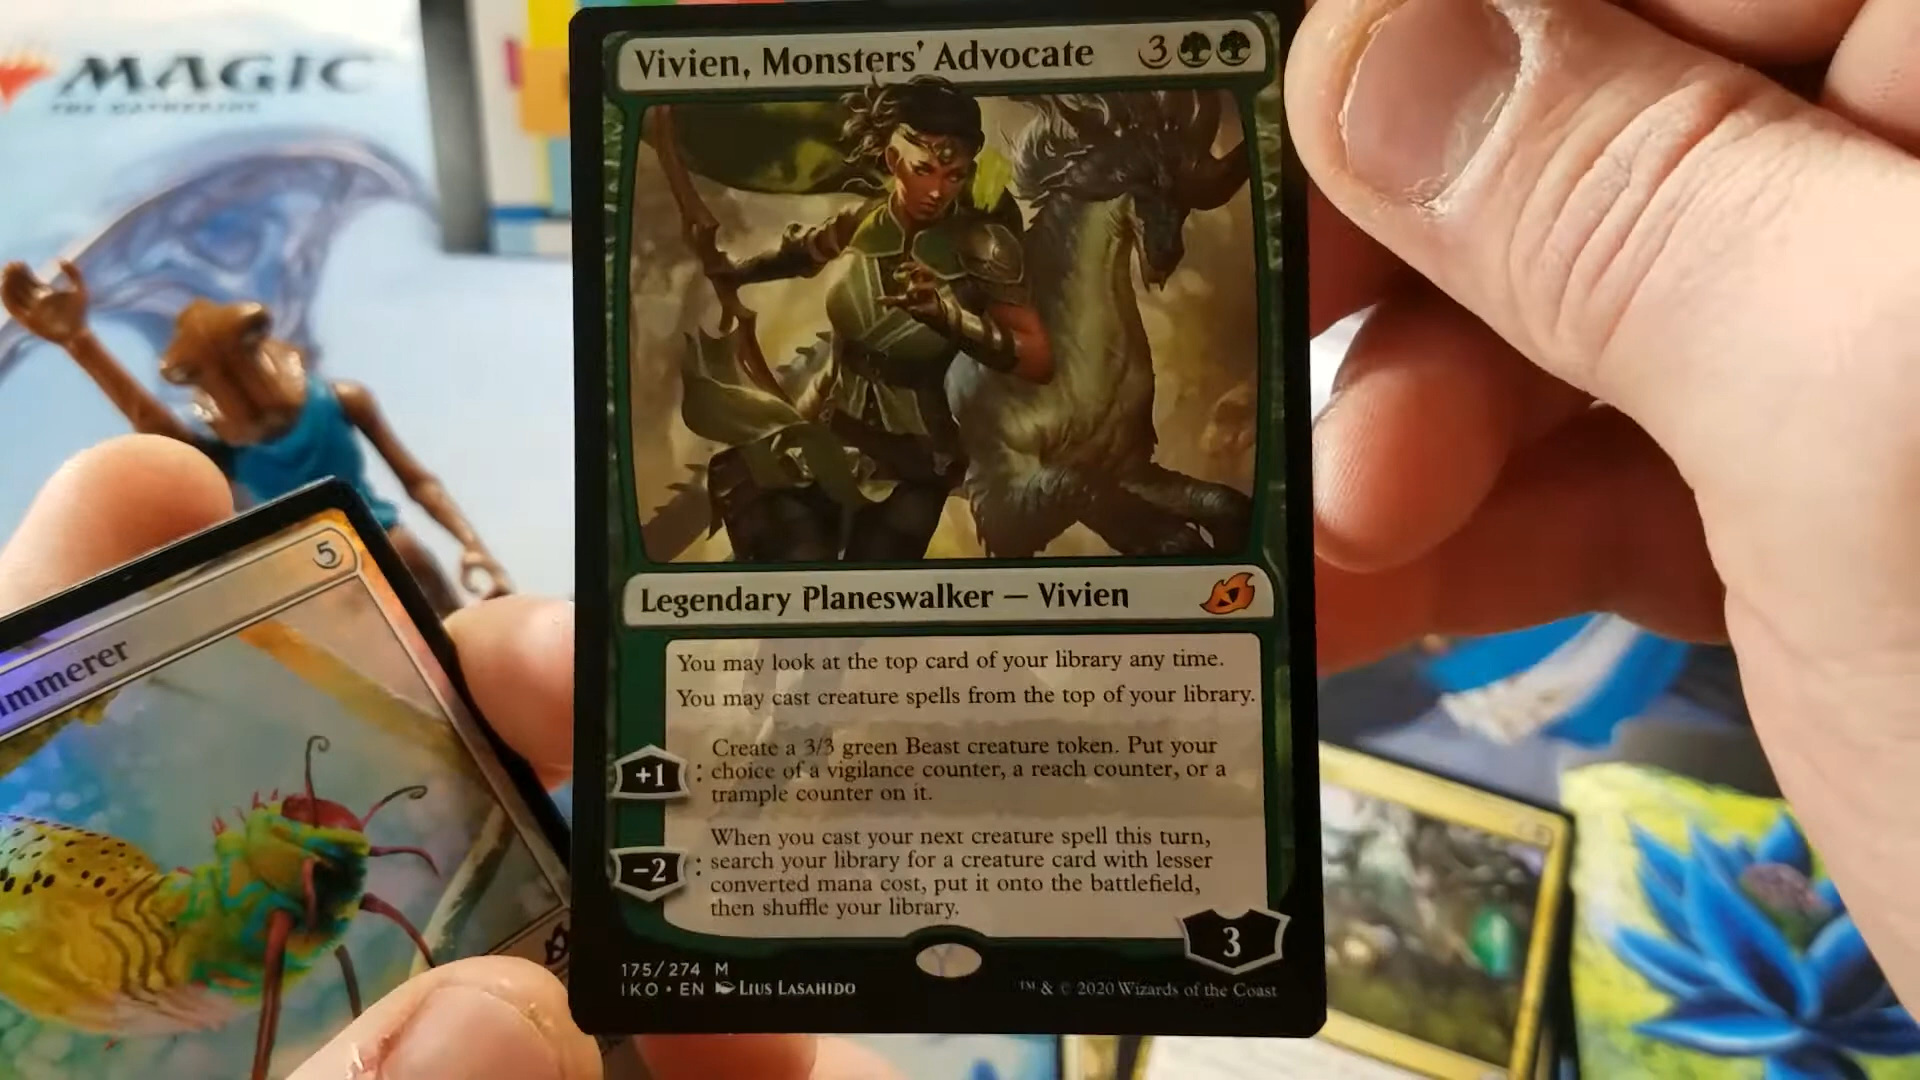 MAGIC
THE GATHERING
Vivien, Monsters' Advocate 3
Legendary Planeswalker — Vivien
You may look at the top card of your library any time.
You may cast creature spells from the top of your library.
+1: Create a 3/3 green Beast creature token. Put your
choice of a vigilance counter, a reach counter, or a
trample counter on it.
-2: When you cast your next creature spell this turn,
search your library for a creature card with lesser
converted mana cost, put it onto the battlefield,
then shuffle your library.
3
175/274 M
IKO • EN Lius Lasahido
™ & © 2020 Wizards of the Coast
immerer 5